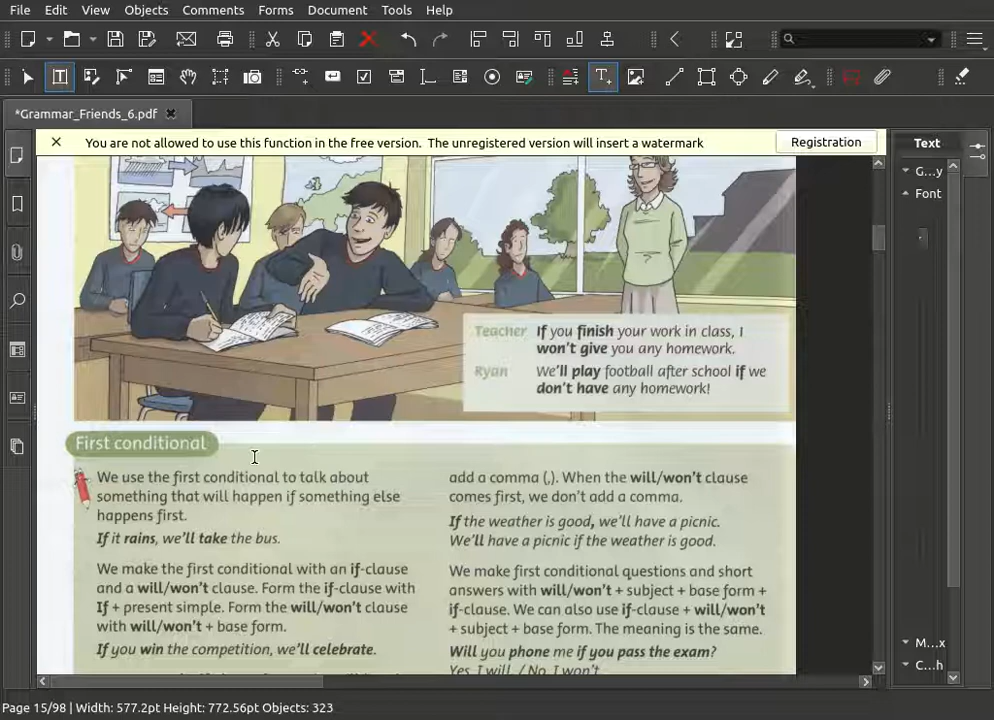 File Edit View Objects Comments Forms Document Tools Help
*Grammar_Friends_6.pdf
You are not allowed to use this function in the free version. The unregistered version will insert a watermark
Registration
Text
G...y
Font
Teacher If you finish your work in class, I
won't give you any homework.
Ryan We'll play football after school if we
don't have any homework!
First conditional
We use the first conditional to talk about
something that will happen if something else
happens first.
If it rains, we'll take the bus.
We make the first conditional with an if-clause
and a will/won't clause. Form the if-clause with
If + present simple. Form the will/won't clause
with will/won't + base form.
If you win the competition, we'll celebrate.
add a comma (,). When the will/won't clause
comes first, we don't add a comma.
If the weather is good, we'll have a picnic.
We'll have a picnic if the weather is good.
We make first conditional questions and short
answers with will/won't + subject + base form +
if-clause. We can also use if-clause + will/won't
+ subject + base form. The meaning is the same.
Will you phone me if you pass the exam?
Yes, I will. / No, I won't
M...x
C...h
Page 15/98 | Width: 577.2pt Height: 772.56pt Objects: 323